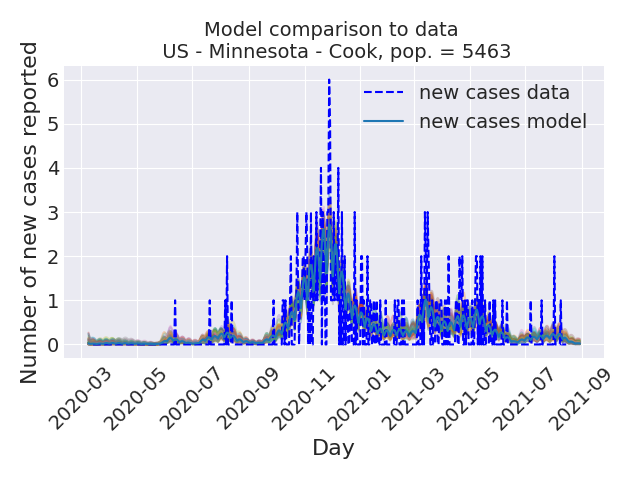 Model comparison to data
US - Minnesota - Cook, pop. = 5463
Number of new cases reported
6
5
4
3
2
1
0
new cases data
new cases model
2020-03
2020-05
2020-07
2020-09
2020-11
2021-01
2021-03
2021-05
2021-07
2021-09
Day